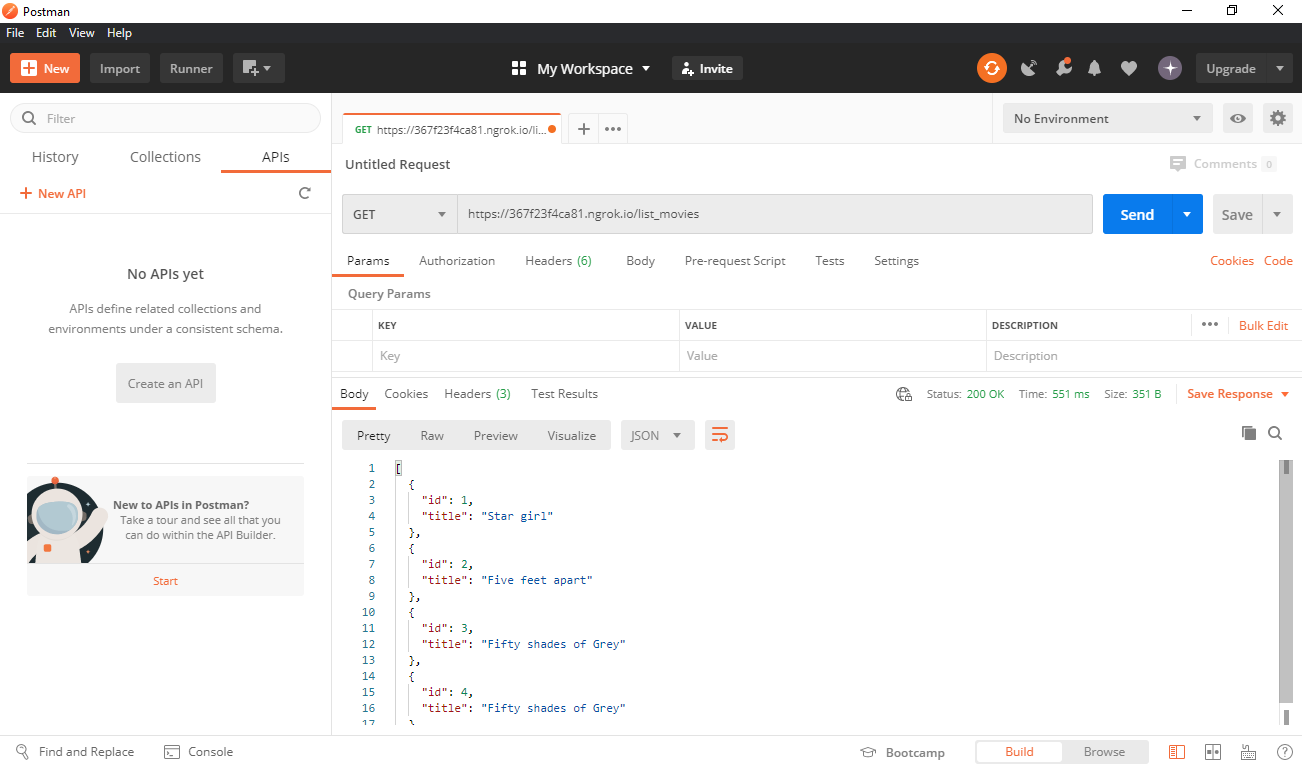 Postman
File Edit View Help
New Import Runner My Workspace Invite Upgrade
Filter
History Collections APIs
+ New API
No APIs yet
APIs define related collections and
environments under a consistent schema.
Create an API
New to APIs in Postman?
Take a tour and see all that you
can do within the API Builder.
Start
GET https://367f23f4ca81.ngrok.io/li...
No Environment
Untitled Request
Comments 0
GET https://367f23f4ca81.ngrok.io/list_movies Send Save
Params Authorization Headers (6) Body Pre-request Script Tests Settings Cookies Code
Query Params
KEY VALUE DESCRIPTION ••• Bulk Edit
Key Value Description
Body Cookies Headers (3) Test Results Status: 200 OK Time: 551 ms Size: 351 B Save Response
Pretty Raw Preview Visualize JSON
1 [
2 {
3 "id": 1,
4 "title": "Star girl"
5 },
6 {
7 "id": 2,
8 "title": "Five feet apart"
9 },
10 {
11 "id": 3,
12 "title": "Fifty shades of Grey"
13 },
14 {
15 "id": 4,
16 "title": "Fifty shades of Grey"
17 }
Find and Replace Console Bootcamp Build Browse